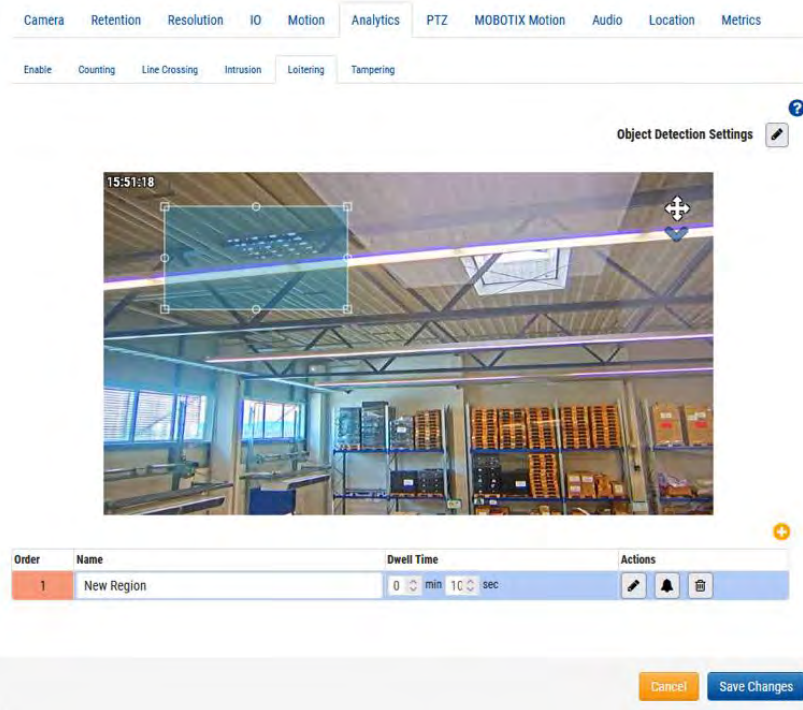 Camera Retention Resolution IO Motion Analytics PTZ MOBOTIX Motion Audio Location Metrics
Enable Counting Line Crossing Intrusion Loitering Tampering
?
Object Detection Settings
15:51:18
Order Name Dwell Time Actions
1 New Region 0 min 10 sec
Cancel Save Changes